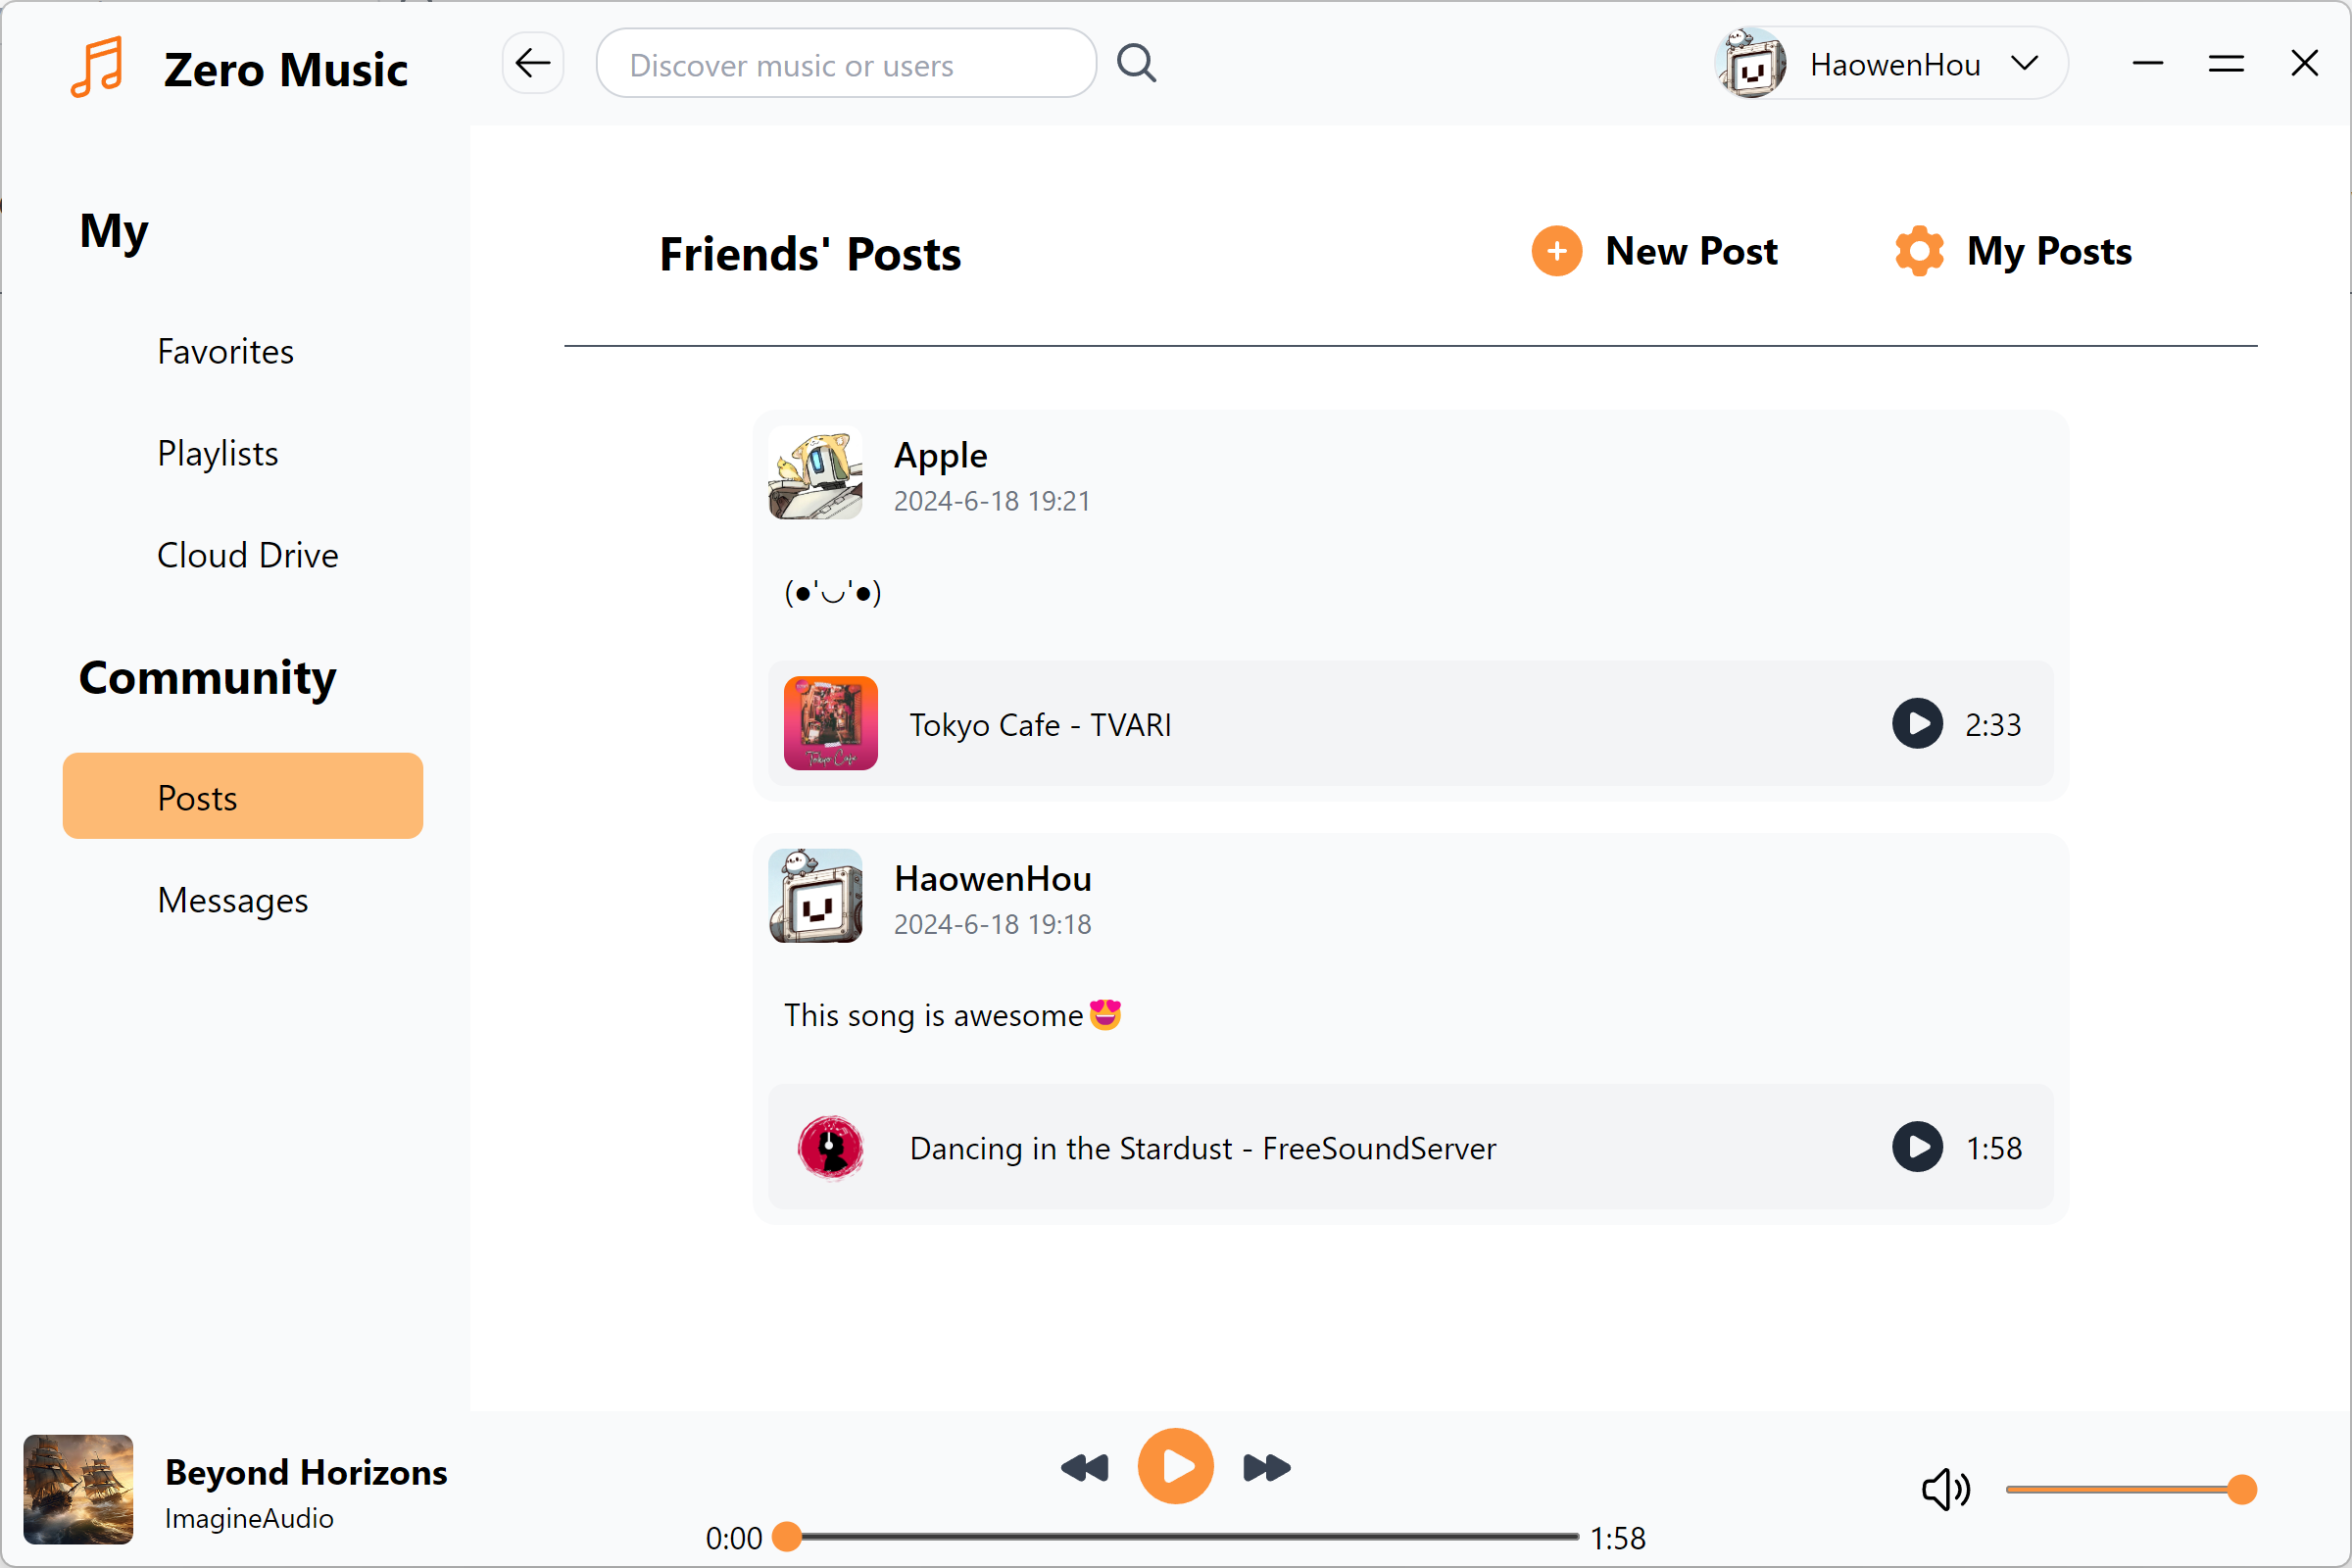 Zero Music
Discover music or users
HaowenHou
My
Favorites
Playlists
Cloud Drive
Community
Posts
Messages
Friends' Posts
New Post
My Posts
Apple
2024-6-18 19:21
(●'◡'●)
Tokyo Cafe
Tokyo Cafe - TVARI
2:33
HaowenHou
2024-6-18 19:18
This song is awesome😍
Dancing in the Stardust - FreeSoundServer
1:58
Beyond Horizons
ImagineAudio
0:00
1:58